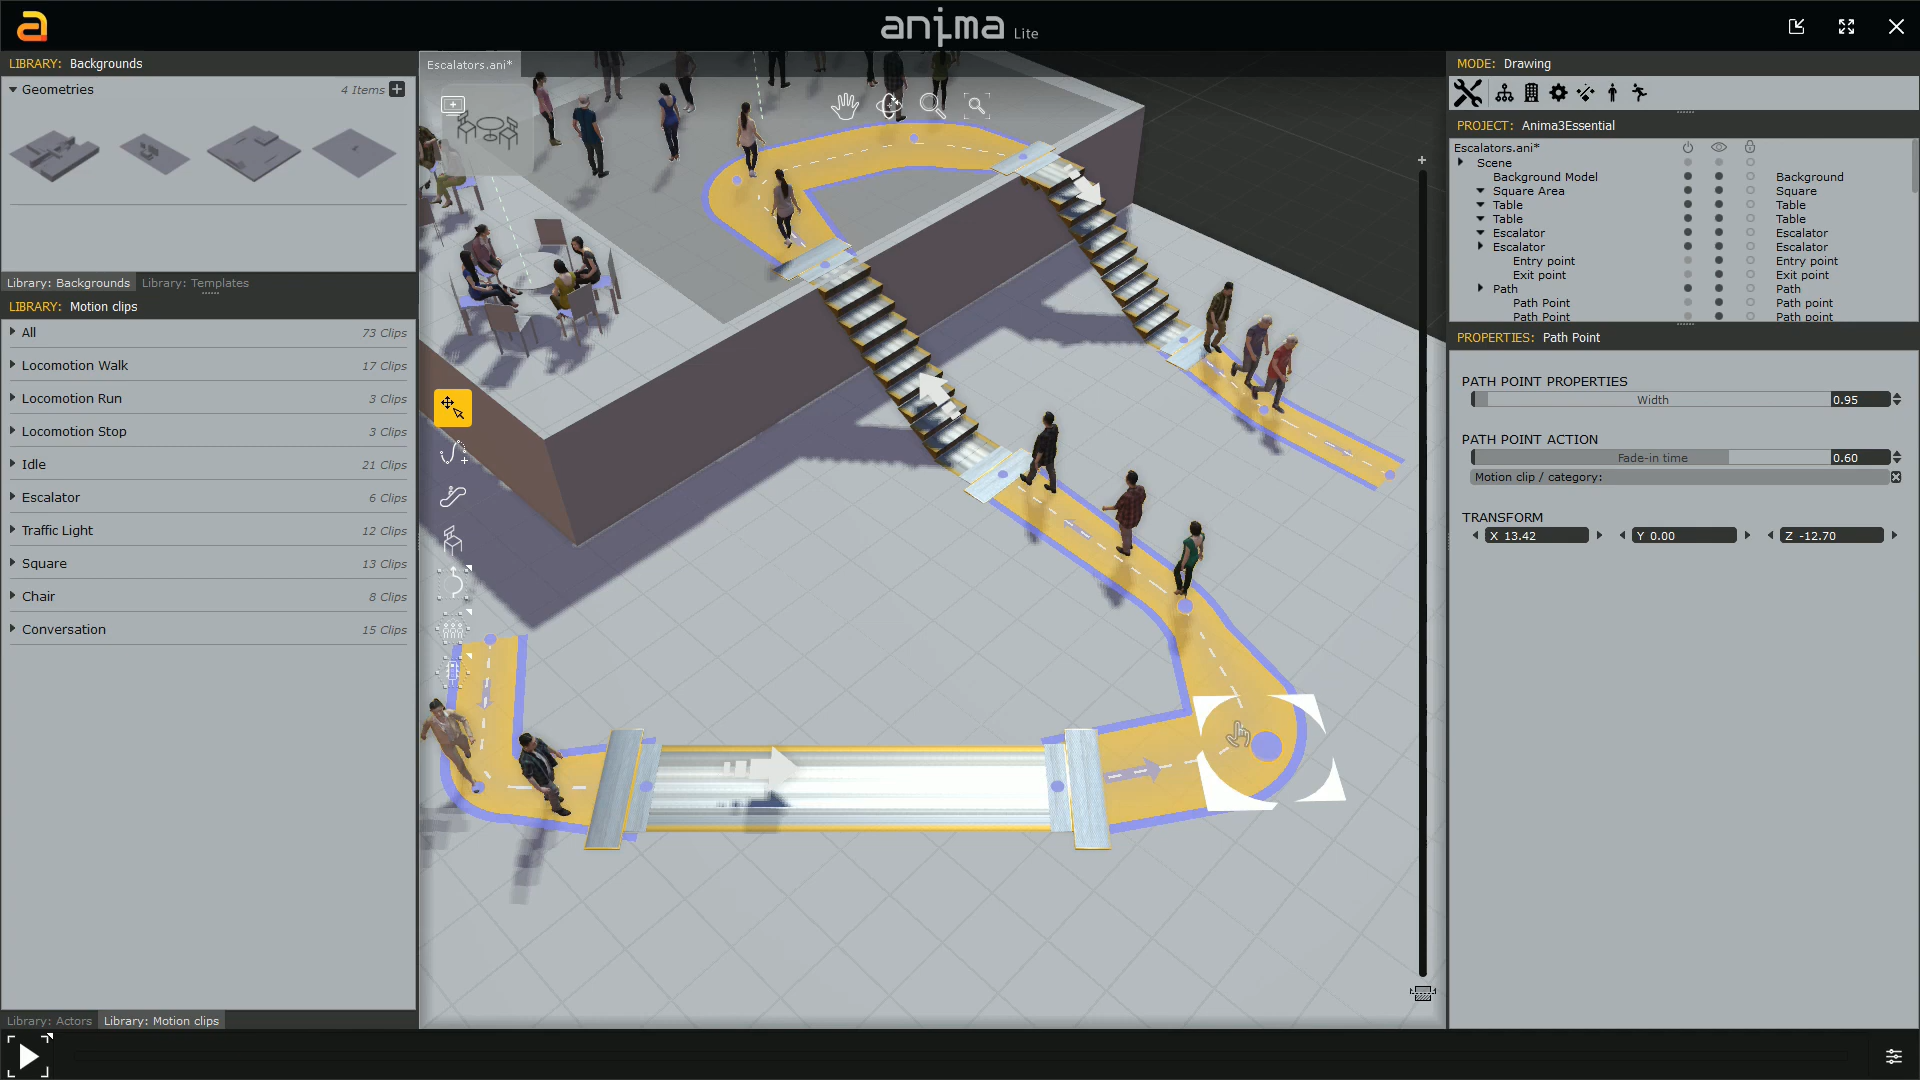 anima Lite
LIBRARY: Backgrounds
Geometries
4 Items
Library: Backgrounds
Library: Templates
LIBRARY: Motion clips
All
73 Clips
Locomotion Walk
17 Clips
Locomotion Run
3 Clips
Locomotion Stop
3 Clips
Idle
21 Clips
Escalator
6 Clips
Traffic Light
12 Clips
Square
13 Clips
Chair
8 Clips
Conversation
15 Clips
Library: Actors
Library: Motion clips
Escalators.ani*
MODE: Drawing
PROJECT: Anima3Essential
Escalators.ani*
Scene
Background Model Background
Square Area Square
Table Table
Table Table
Escalator Escalator
Escalator Escalator
Entry point Entry point
Exit point Exit point
Path Path
Path Point Path point
Path Point Path point
PROPERTIES: Path Point
PATH POINT PROPERTIES
Width 0.95
PATH POINT ACTION
Fade-in time 0.60
Motion clip / category:
TRANSFORM
X 13.42 Y 0.00 Z -12.70